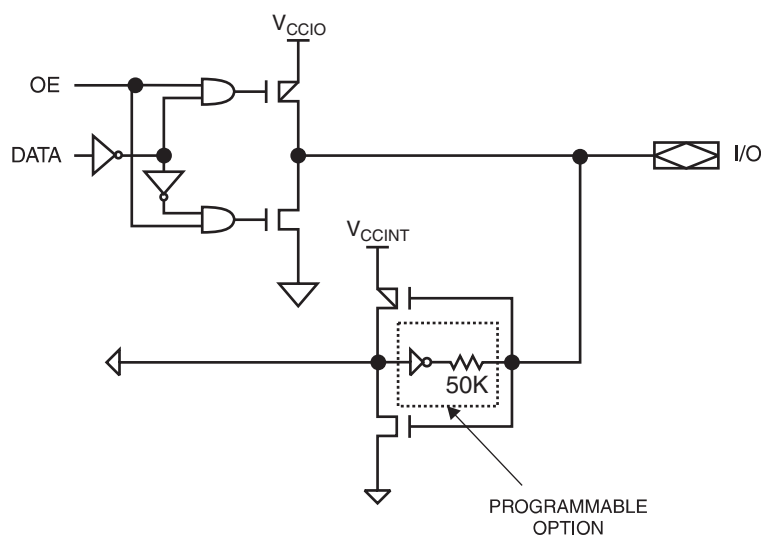 VCCIO
OE
DATA
I/O
VCCINT
50K
PROGRAMMABLE
OPTION